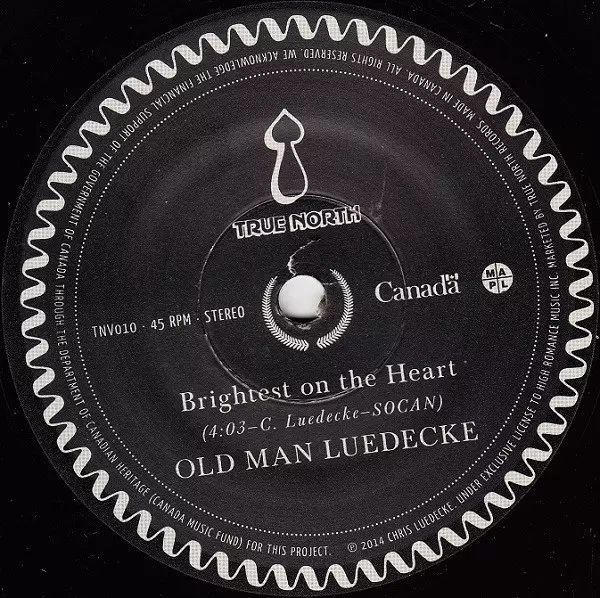 TRUE NORTH
TNV010 · 45 RPM · STEREO
Canada
M A P L
Brightest on the Heart
(4:03–C. Luedecke–SOCAN)
OLD MAN LUEDECKE
℗ 2014 CHRIS LUEDECKE. UNDER EXCLUSIVE LICENSE TO HIGH ROMANCE MUSIC INC. MARKETED BY TRUE NORTH RECORDS. MADE IN CANADA. ALL RIGHTS RESERVED. WE ACKNOWLEDGE THE FINANCIAL SUPPORT OF THE GOVERNMENT OF CANADA THROUGH THE DEPARTMENT OF CANADIAN HERITAGE (CANADA MUSIC FUND) FOR THIS PROJECT.